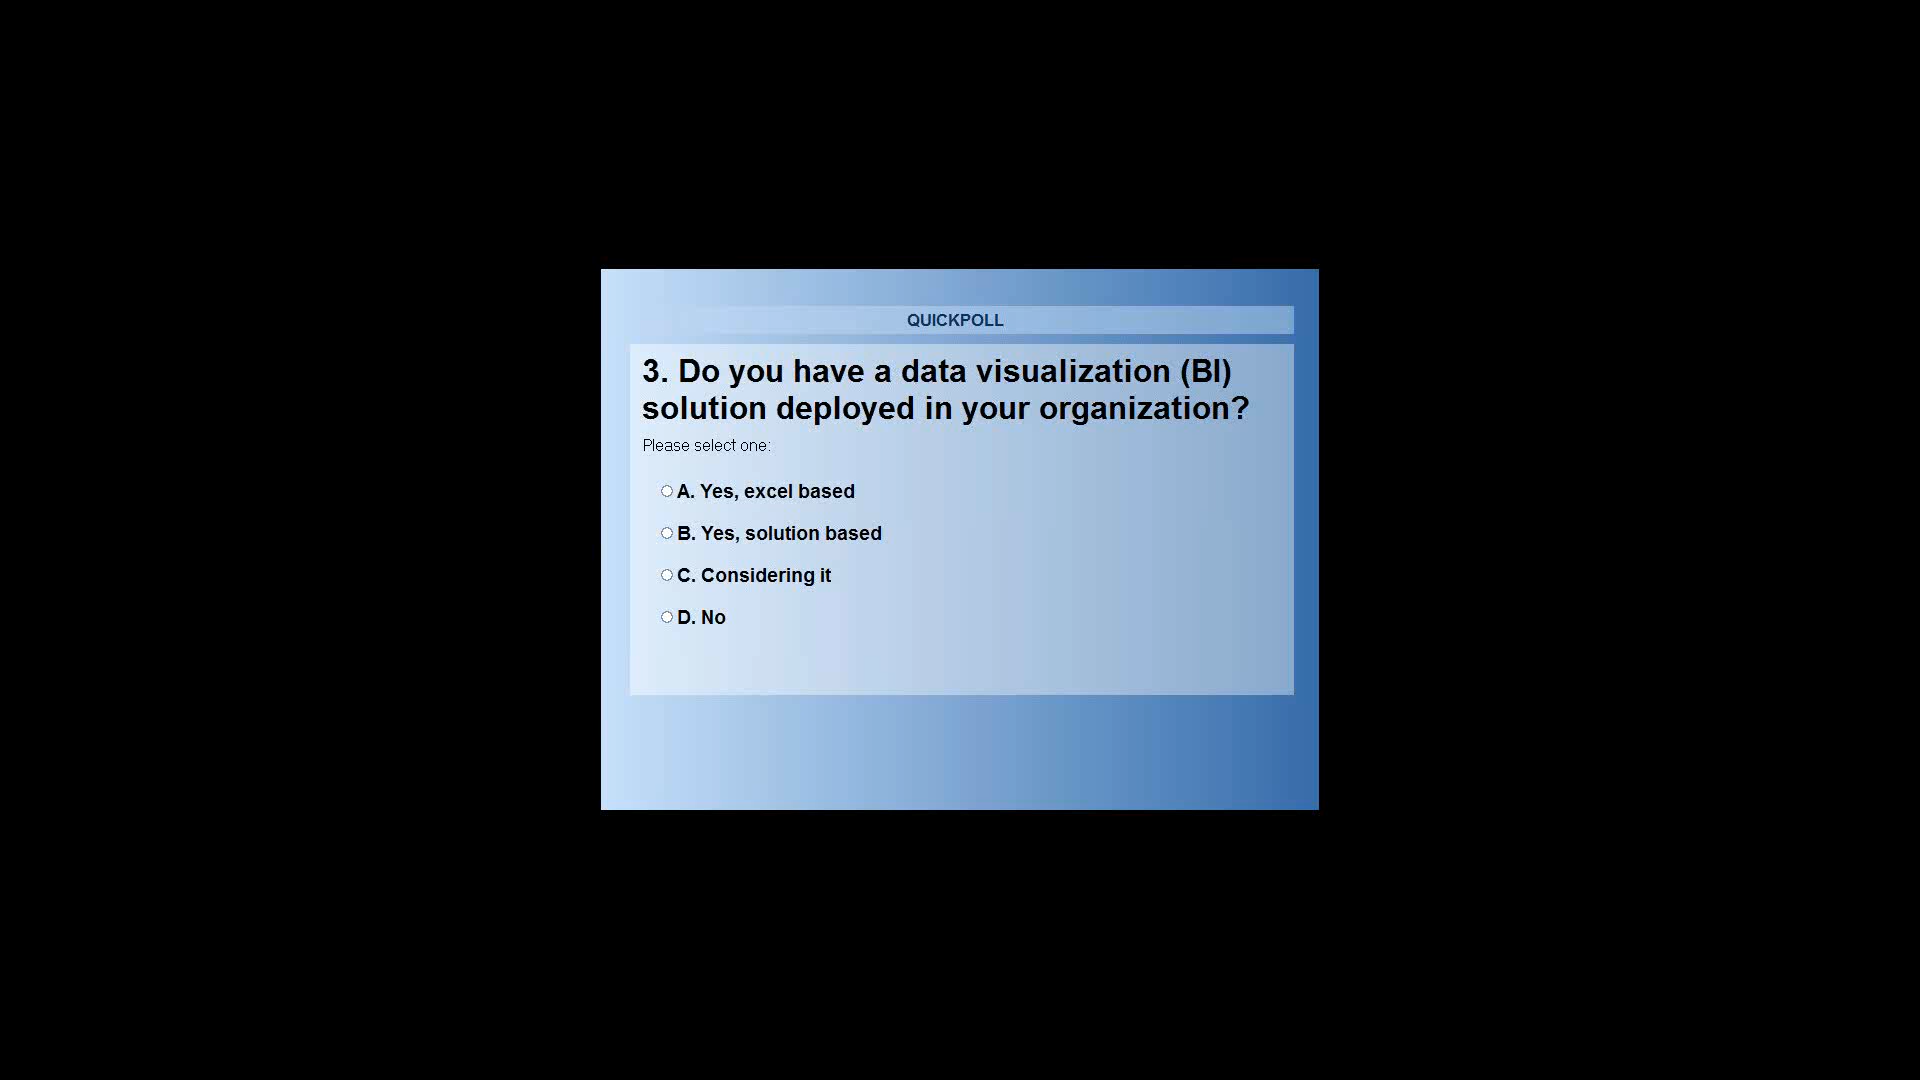 QUICKPOLL
3. Do you have a data visualization (BI)
solution deployed in your organization?
Please select one:
A. Yes, excel based
B. Yes, solution based
C. Considering it
D. No